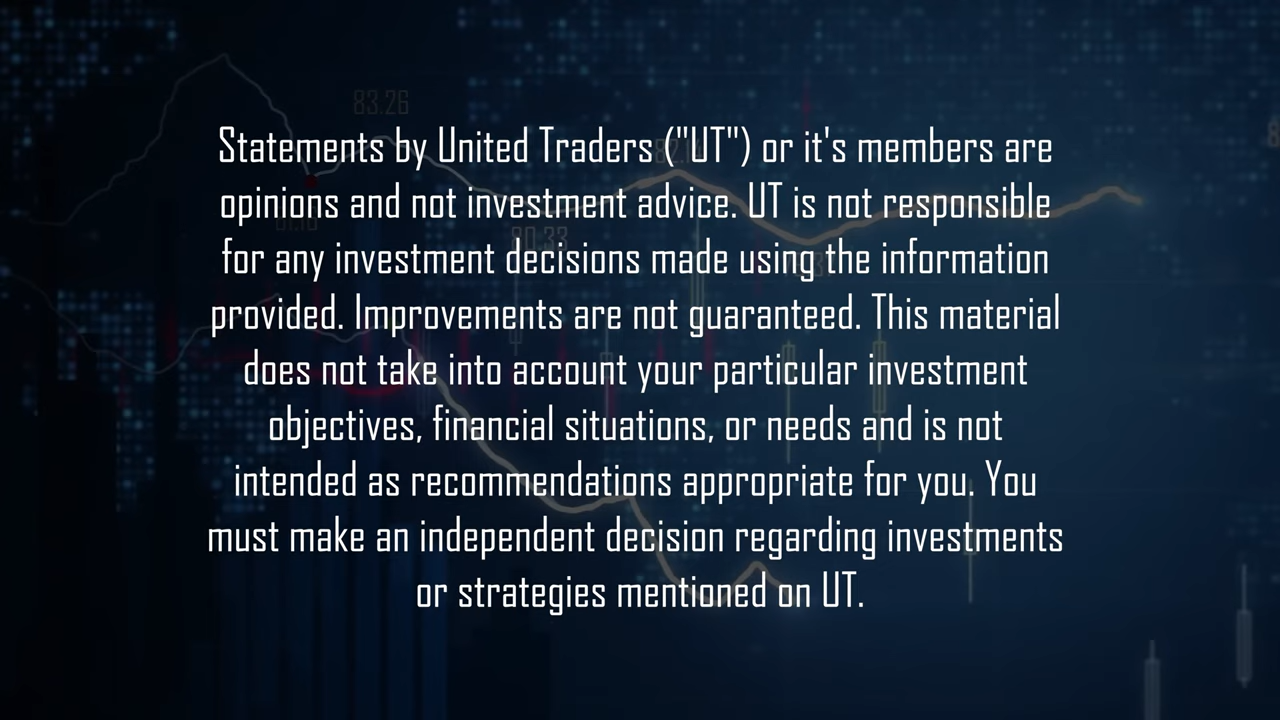 83.26
Statements by United Traders ("UT") or it's members are
opinions and not investment advice. UT is not responsible
for any investment decisions made using the information
provided. Improvements are not guaranteed. This material
does not take into account your particular investment
objectives, financial situations, or needs and is not
intended as recommendations appropriate for you. You
must make an independent decision regarding investments
or strategies mentioned on UT.